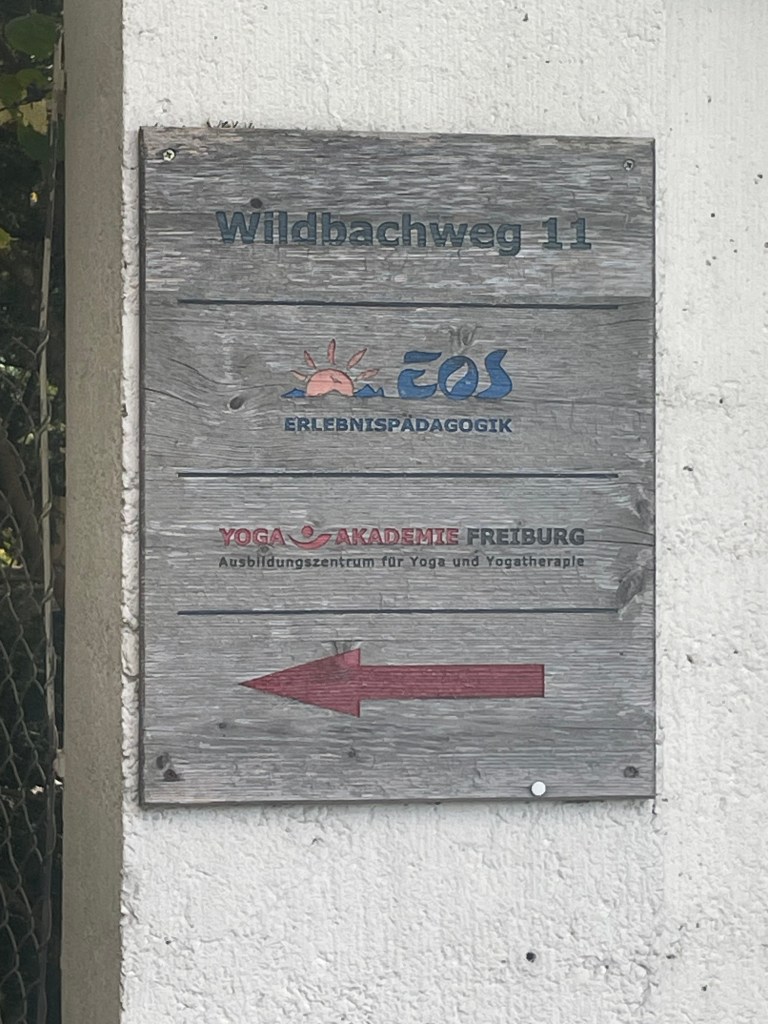 Wildbachweg 11
EOS
ERLEBNISPÄDAGOGIK
YOGA AKADEMIE FREIBURG
Ausbildungszentrum für Yoga und Yogatherapie